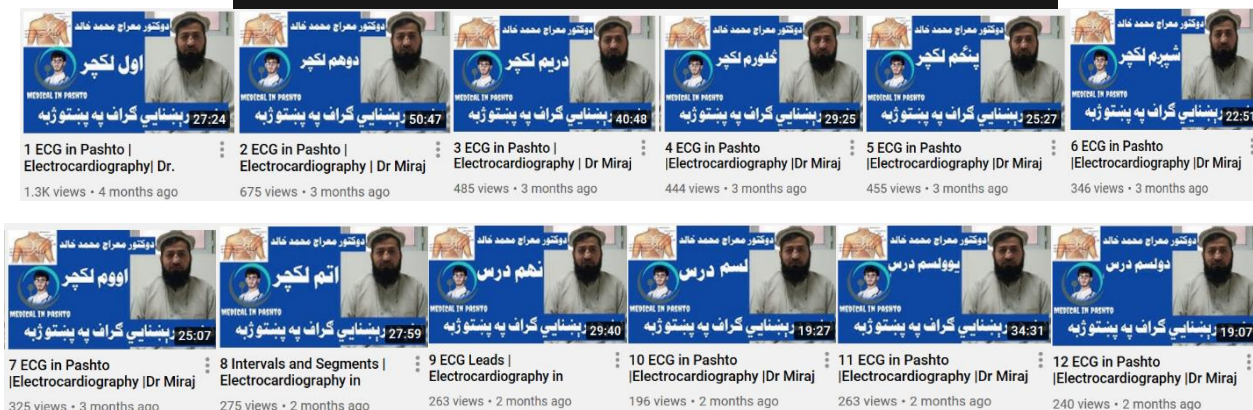 دوکتور معراج محمد خالد
اول لکچر
MEDICAL IN PASHTO
برېښنايي ګراف په پښتو ژبه
27:24
1 ECG in Pashto |
Electrocardiography| Dr.
1.3K views • 4 months ago
دوکتور معراج محمد خالد
دوهم لکچر
MEDICAL IN PASHTO
برېښنايي ګراف په پښتو ژبه
50:47
2 ECG in Pashto |
Electrocardiography | Dr Miraj
675 views • 3 months ago
دوکتور معراج محمد خالد
دریم لکچر
MEDICAL IN PASHTO
برېښنايي ګراف په پښتو ژبه
40:48
3 ECG in Pashto |
Electrocardiography | Dr Miraj
485 views • 3 months ago
دوکتور معراج محمد خالد
څلورم لکچر
MEDICAL IN PASHTO
برېښنايي ګراف په پښتو ژبه
29:25
4 ECG in Pashto
|Electrocardiography |Dr Miraj
444 views • 3 months ago
دوکتور معراج محمد خالد
پنځم لکچر
MEDICAL IN PASHTO
برېښنايي ګراف په پښتو ژبه
25:27
5 ECG in Pashto
|Electrocardiography |Dr Miraj
455 views • 3 months ago
دوکتور معراج محمد خالد
شپږم لکچر
MEDICAL IN PASHTO
برېښنايي ګراف په پښتو ژبه
22:51
6 ECG in Pashto
|Electrocardiography |Dr Miraj
346 views • 3 months ago
دوکتور معراج محمد خالد
اووم لکچر
MEDICAL IN PASHTO
برېښنايي ګراف په پښتو ژبه
25:07
7 ECG in Pashto
|Electrocardiography |Dr Miraj
325 views • 3 months ago
دوکتور معراج محمد خالد
اتم لکچر
MEDICAL IN PASHTO
برېښنايي ګراف په پښتو ژبه
27:59
8 Intervals and Segments |
Electrocardiography in
275 views • 2 months ago
دوکتور معراج محمد خالد
نهم درس
MEDICAL IN PASHTO
برېښنايي ګراف په پښتو ژبه
29:40
9 ECG Leads |
Electrocardiography in
263 views • 2 months ago
دوکتور معراج محمد خالد
لسم درس
MEDICAL IN PASHTO
برېښنايي ګراف په پښتو ژبه
19:27
10 ECG in Pashto
|Electrocardiography |Dr Miraj
196 views • 2 months ago
دوکتور معراج محمد خالد
یوولسم درس
MEDICAL IN PASHTO
برېښنايي ګراف په پښتو ژبه
34:31
11 ECG in Pashto
|Electrocardiography |Dr Miraj
263 views • 2 months ago
دوکتور معراج محمد خالد
دولسم درس
MEDICAL IN PASHTO
برېښنايي ګراف په پښتو ژبه
19:07
12 ECG in Pashto
|Electrocardiography |Dr Miraj
240 views • 2 months ago